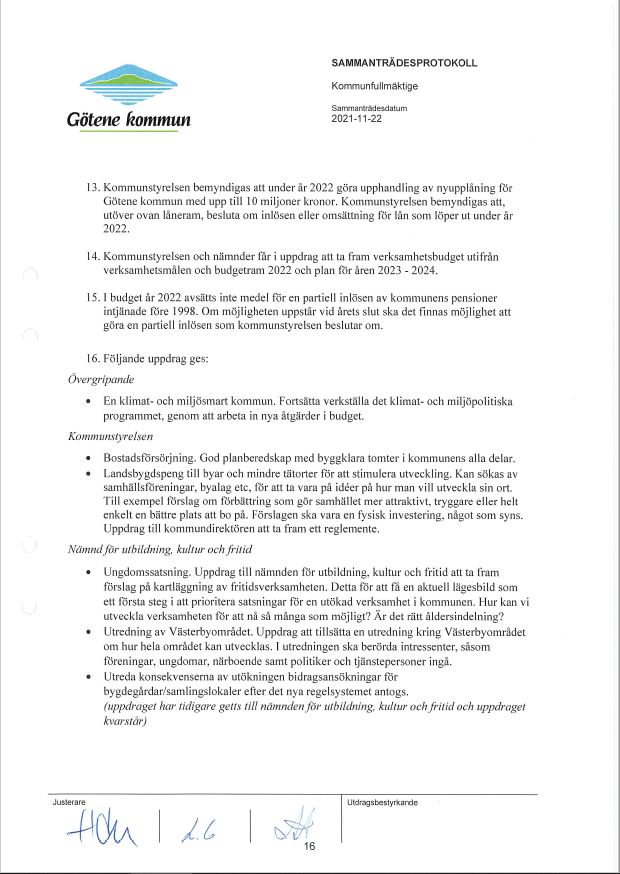 SAMMANTRÄDESPROTOKOLL
Kommunfullmäktige
Sammanträdesdatum
2021-11-22
Götene kommun
13. Kommunstyrelsen bemyndigas att under år 2022 göra upphandling av nyupplåning för
Götene kommun med upp till 10 miljoner kronor. Kommunstyrelsen bemyndigas att,
utöver ovan låneram, besluta om inlösen eller omsättning för lån som löper ut under år
2022.
14. Kommunstyrelsen och nämnder får i uppdrag att ta fram verksamhetsbudget utifrån
verksamhetsmålen och budgetram 2022 och plan för åren 2023 - 2024.
15. I budget år 2022 avsätts inte medel för en partiell inlösen av kommunens pensioner
intjänade före 1998. Om möjligheten uppstår vid årets slut ska det finnas möjlighet att
göra en partiell inlösen som kommunstyrelsen beslutar om.
16. Följande uppdrag ges:
Övergripande
• En klimat- och miljösmart kommun. Fortsätta verkställa det klimat- och miljöpolitiska
programmet, genom att arbeta in nya åtgärder i budget.
Kommunstyrelsen
• Bostadsförsörjning. God planberedskap med byggklara tomter i kommunens alla delar.
• Landsbygdspeng till byar och mindre tätorter för att stimulera utveckling. Kan sökas av
samhällsföreningar, byalag etc, för att ta vara på idéer på hur man vill utveckla sin ort.
Till exempel förslag om förbättring som gör samhället mer attraktivt, tryggare eller helt
enkelt en bättre plats att bo på. Förslagen ska vara en fysisk investering, något som syns.
Uppdrag till kommundirektören att ta fram ett reglemente.
Nämnd för utbildning, kultur och fritid
• Ungdomssatsning. Uppdrag till nämnden för utbildning, kultur och fritid att ta fram
förslag på kartläggning av fritidsverksamheten. Detta för att få en aktuell lägesbild som
ett första steg i att prioritera satsningar för en utökad verksamhet i kommunen. Hur kan vi
utveckla verksamheten för att nå så många som möjligt? Är det rätt åldersindelning?
• Utredning av Västerbyområdet. Uppdrag att tillsätta en utredning kring Västerbyområdet
om hur hela området kan utvecklas. I utredningen ska berörda intressenter, såsom
föreningar, ungdomar, närboende samt politiker och tjänstepersoner ingå.
• Utreda konsekvenserna av utökningen bidragsansökningar för
bygdegårdar/samlingslokaler efter det nya regelsystemet antogs.
(uppdraget har tidigare getts till nämnden för utbildning, kultur och fritid och uppdraget
kvarstår)
Justerare
Utdragsbestyrkande
16